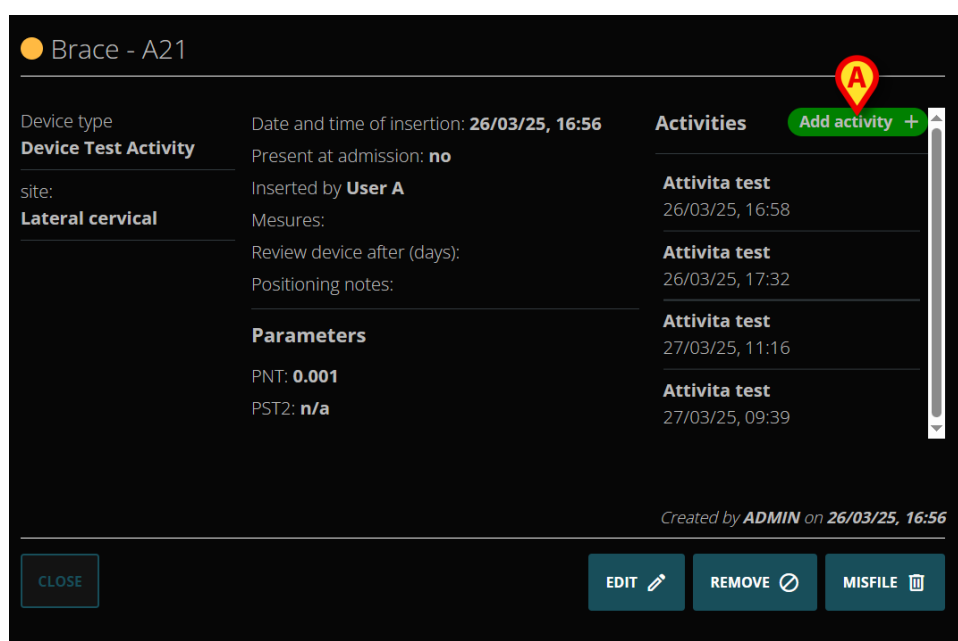 Brace - A21
A
Device type
Device Test Activity
site:
Lateral cervical
Date and time of insertion: 26/03/25, 16:56
Present at admission: no
Inserted by User A
Mesures:
Review device after (days):
Positioning notes:
Parameters
PNT: 0.001
PST2: n/a
Activities
Add activity +
Attivita test
26/03/25, 16:58
Attivita test
26/03/25, 17:32
Attivita test
27/03/25, 11:16
Attivita test
27/03/25, 09:39
Created by ADMIN on 26/03/25, 16:56
CLOSE
EDIT
REMOVE
MISFILE